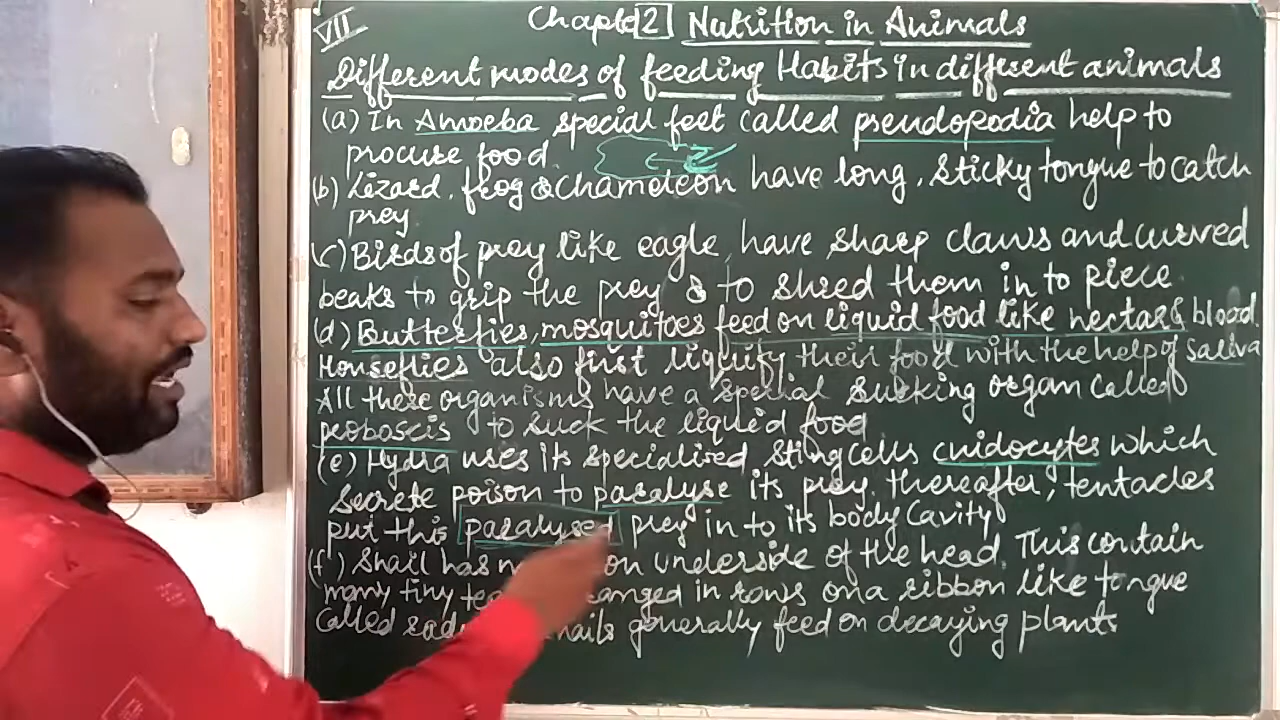 VII
Chapte 2 Nutrition in Animals
Different modes of feeding Habits in different animals
(a) In Amoeba special feet called pseudopodia help to
procure food.
(b) Lizard, frog & chameleon have long, sticky tongue to catch
prey.
(c) Birds of prey like eagle, have sharp claws and curved
beaks to grip the prey & to shred them in to piece.
(d) Butterfies, mosquitoes feed on liquid food like nectar & blood.
Houseflies also first liquify their food with the help of saliva
All these organisms have a special sucking organ called
proboscis to suck the liquid food
(e) Hydra uses its specialised sting cells cnidocytes which
secrete poison to paralyse its prey, thereafter, tentacles
put this paralysed prey in to its body cavity
(f) Snail has on underside of the head. This contain
many tiny in rows on a ribbon like tongue
called generally feed on decaying plants